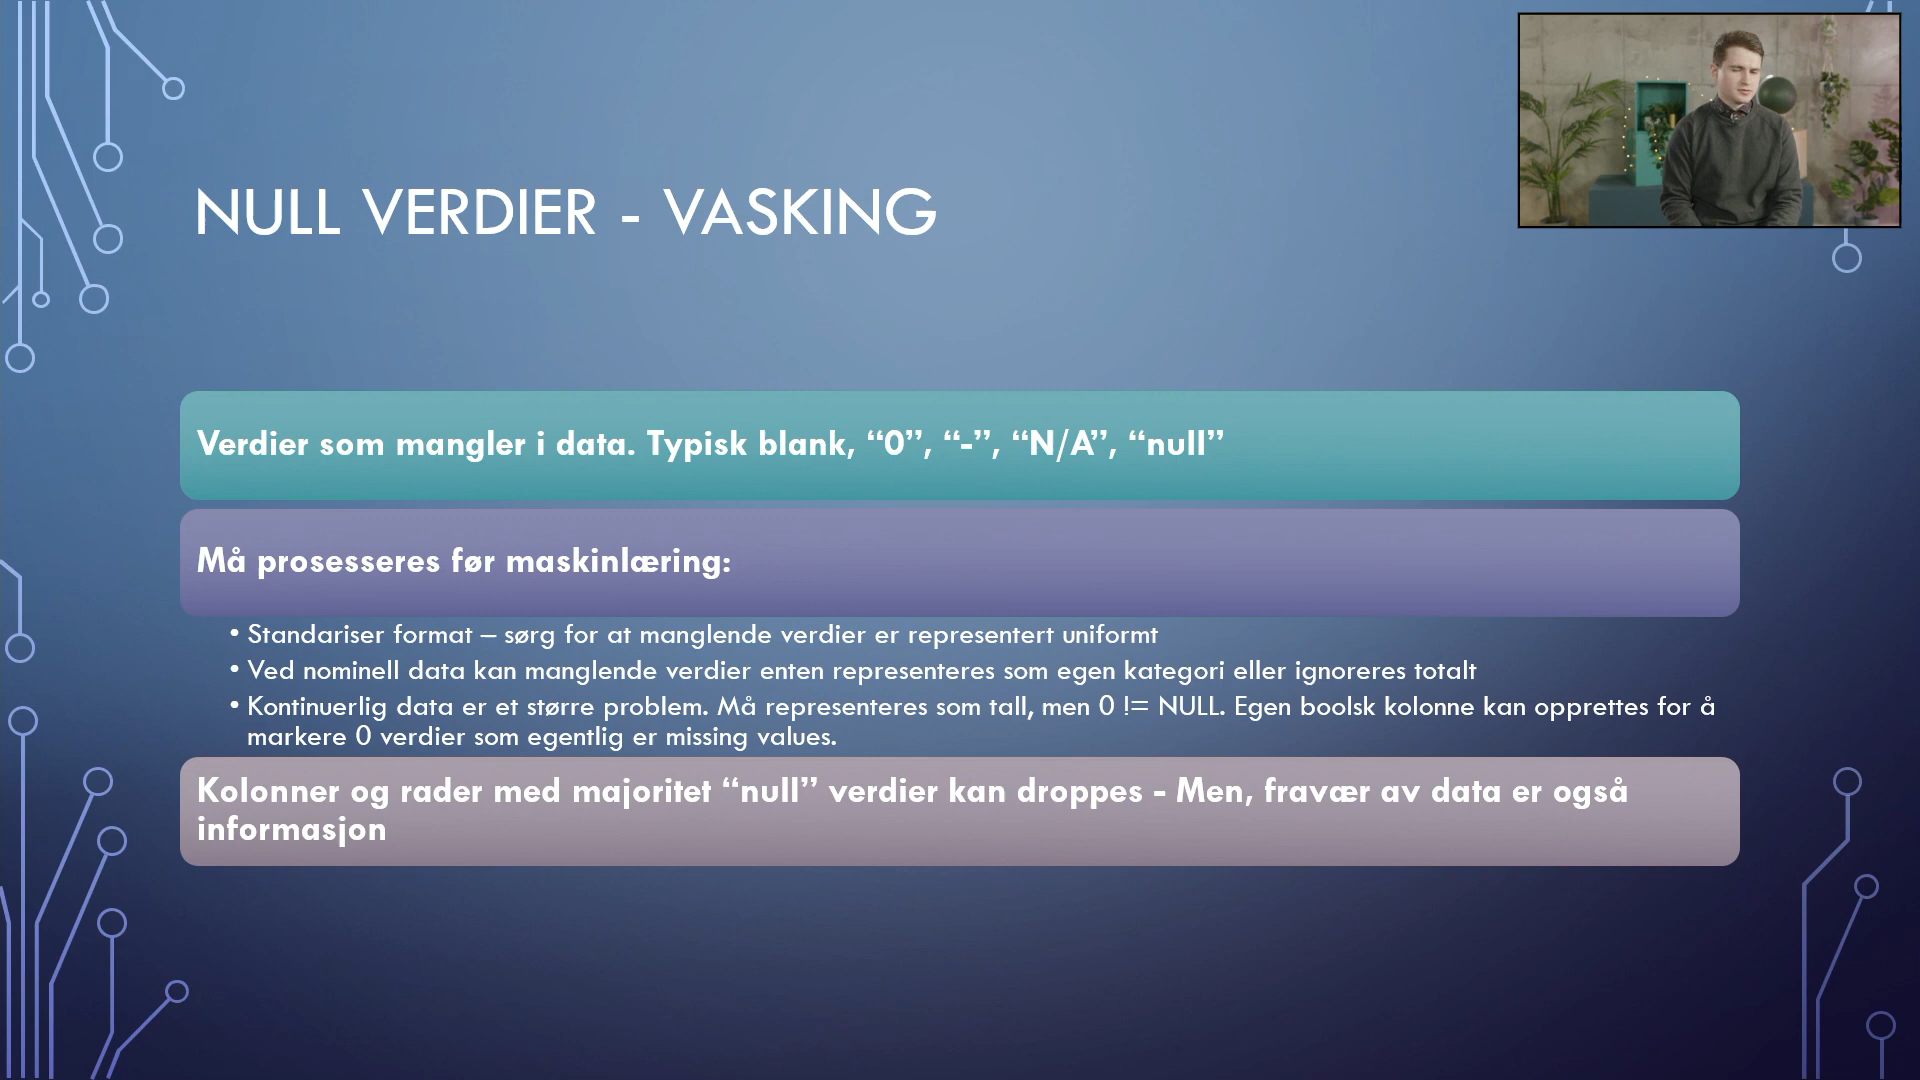 NULL VERDIER - VASKING
Verdier som mangler i data. Typisk blank, “0”, “-”, “N/A”, “null”
Må prosesseres før maskinlæring:
• Standariser format – sørg for at manglende verdier er representert uniformt
• Ved nominell data kan manglende verdier enten representeres som egen kategori eller ignoreres totalt
• Kontinuerlig data er et større problem. Må representeres som tall, men 0 != NULL. Egen boolsk kolonne kan opprettes for å
markere 0 verdier som egentlig er missing values.
Kolonner og rader med majoritet “null” verdier kan droppes - Men, fravær av data er også
informasjon